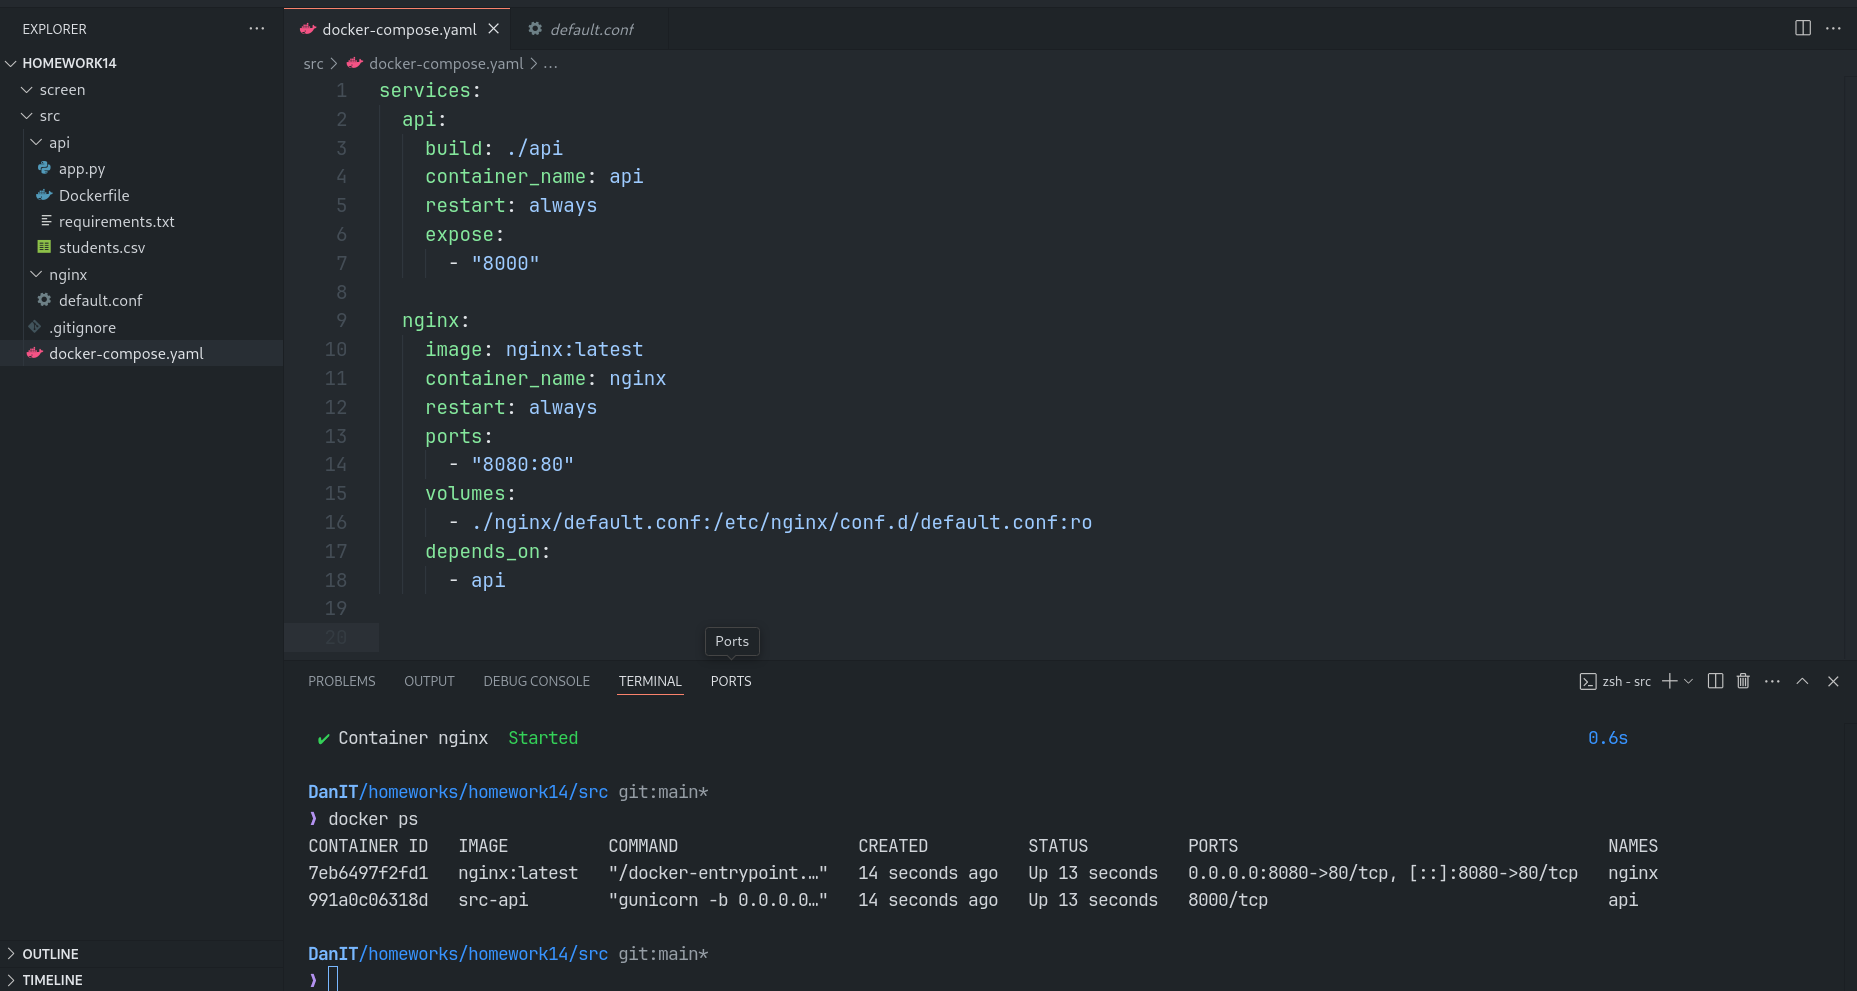 EXPLORER
HOMEWORK14
screen
src
api
app.py
Dockerfile
requirements.txt
students.csv
nginx
default.conf
.gitignore
docker-compose.yaml
OUTLINE
TIMELINE
docker-compose.yaml default.conf
src > docker-compose.yaml > ...
1 services:
2 api:
3 build: ./api
4 container_name: api
5 restart: always
6 expose:
7 - "8000"
8
9 nginx:
10 image: nginx:latest
11 container_name: nginx
12 restart: always
13 ports:
14 - "8080:80"
15 volumes:
16 - ./nginx/default.conf:/etc/nginx/conf.d/default.conf:ro
17 depends_on:
18 - api
19
20
Ports
PROBLEMS OUTPUT DEBUG CONSOLE TERMINAL PORTS zsh - src
✔ Container nginx Started 0.6s
DanIT/homeworks/homework14/src git:main*
❫ docker ps
CONTAINER ID IMAGE COMMAND CREATED STATUS PORTS NAMES
7eb6497f2fd1 nginx:latest "/docker-entrypoint.…" 14 seconds ago Up 13 seconds 0.0.0.0:8080->80/tcp, [::]:8080->80/tcp nginx
991a0c06318d src-api "gunicorn -b 0.0.0.0…" 14 seconds ago Up 13 seconds 8000/tcp api
DanIT/homeworks/homework14/src git:main*
❫